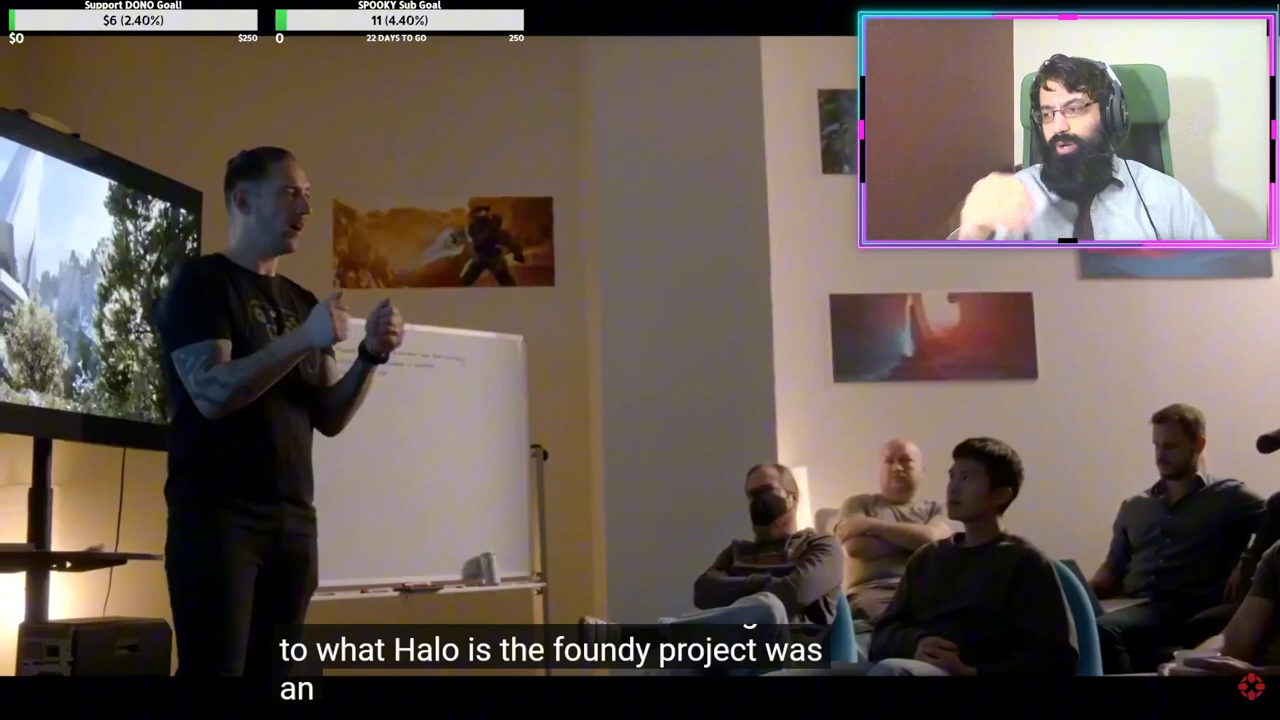 Support DONO Goal!
$6 (2.40%)
$0
$250
SPOOKY Sub Goal
11 (4.40%)
0
22 DAYS TO GO
250
to what Halo is the foundy project was
an